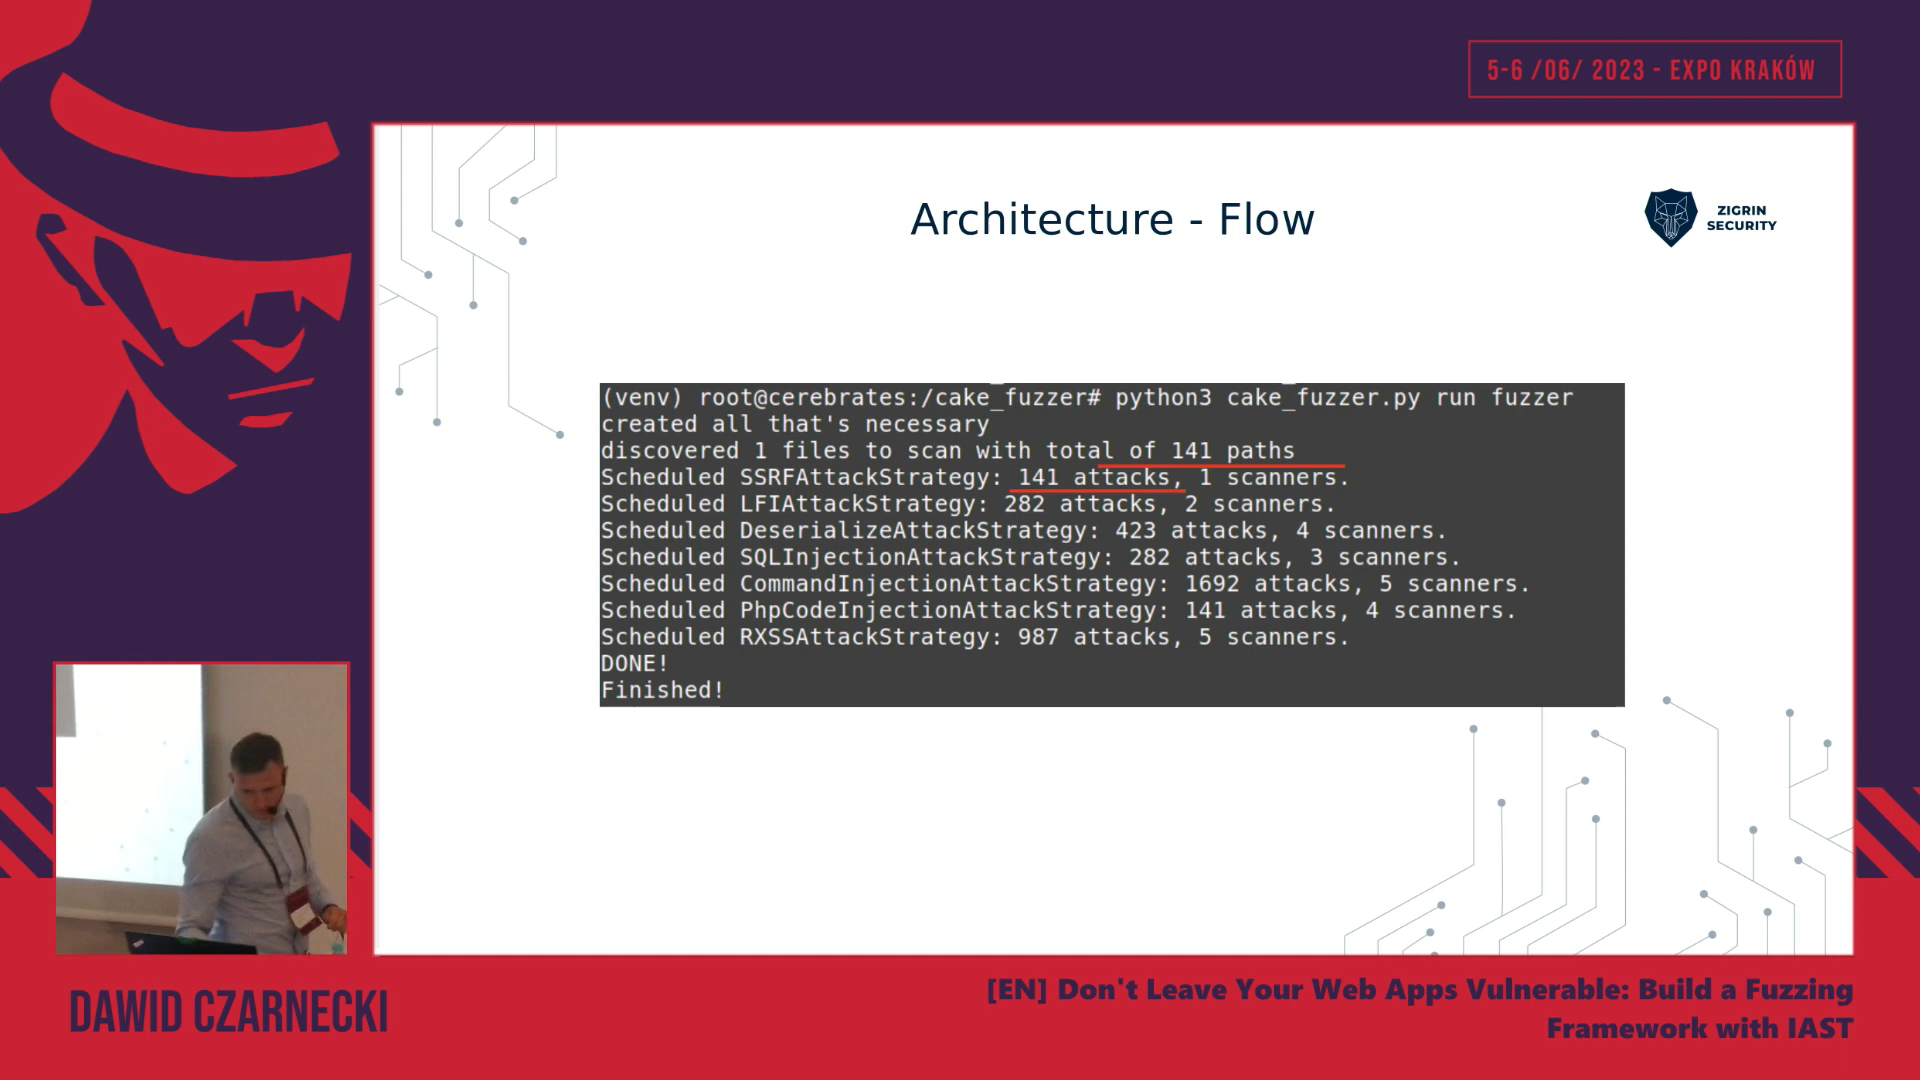 5-6 /06/ 2023 - EXPO KRAKÓW
Architecture - Flow
ZIGRIN
SECURITY
(venv) root@cerebrates:/cake_fuzzer# python3 cake_fuzzer.py run fuzzer
created all that's necessary
discovered 1 files to scan with total of 141 paths
Scheduled SSRFAttackStrategy: 141 attacks, 1 scanners.
Scheduled LFIAttackStrategy: 282 attacks, 2 scanners.
Scheduled DeserializeAttackStrategy: 423 attacks, 4 scanners.
Scheduled SQLInjectionAttackStrategy: 282 attacks, 3 scanners.
Scheduled CommandInjectionAttackStrategy: 1692 attacks, 5 scanners.
Scheduled PhpCodeInjectionAttackStrategy: 141 attacks, 4 scanners.
Scheduled RXSSAttackStrategy: 987 attacks, 5 scanners.
DONE!
Finished!
DAWID CZARNECKI
[EN] Don't Leave Your Web Apps Vulnerable: Build a Fuzzing
Framework with IAST